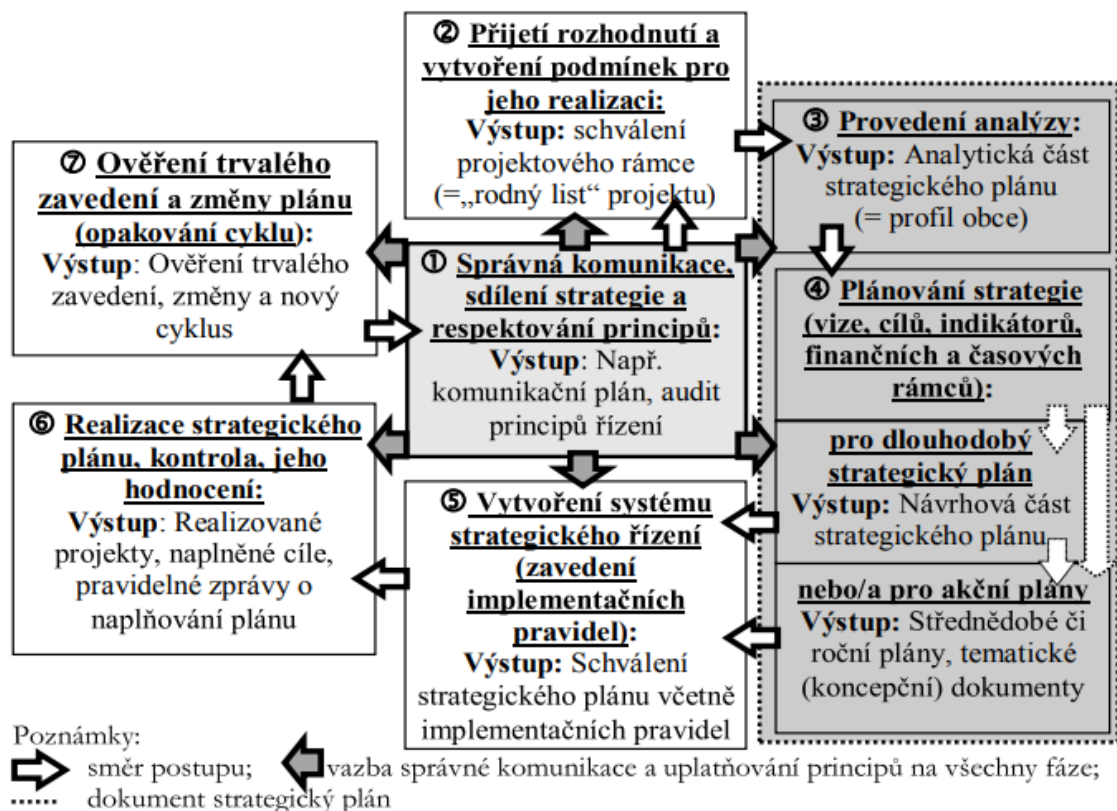 ② Přijetí rozhodnutí a
vytvoření podmínek pro
jeho realizaci:
Výstup: schválení
projektového rámce
(=„rodný list“ projektu)
③ Provedení analýzy:
Výstup: Analytická část
strategického plánu
(= profil obce)
⑦ Ověření trvalého
zavedení a změny plánu
(opakování cyklu):
Výstup: Ověření trvalého
zavedení, změny a nový
cyklus
① Správná komunikace,
sdílení strategie a
respektování principů:
Výstup: Např.
komunikační plán, audit
principů řízení
④ Plánování strategie
(vize, cílů, indikátorů,
finančních a časových
rámců):
pro dlouhodobý
strategický plán
Výstup: Návrhová část
strategického plánu
nebo/a pro akční plány
Výstup: Střednědobé či
roční plány, tematické
(koncepční) dokumenty
⑥ Realizace strategického
plánu, kontrola, jeho
hodnocení:
Výstup: Realizované
projekty, naplněné cíle,
pravidelné zprávy o
naplňování plánu
⑤ Vytvoření systému
strategického řízení
(zavedení
implementačních
pravidel):
Výstup: Schválení
strategického plánu včetně
implementačních pravidel
Poznámky:
směr postupu; vazba správné komunikace a uplatňování principů na všechny fáze;
dokument strategický plán